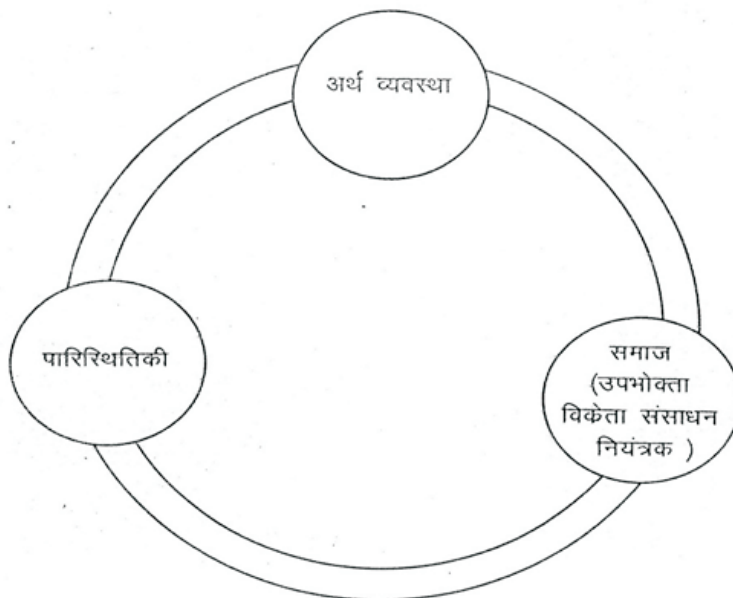 अर्थ व्यवस्था
पारिस्थितिकी
समाज
(उपभोक्ता
विकेता संसाधन
नियंत्रक )